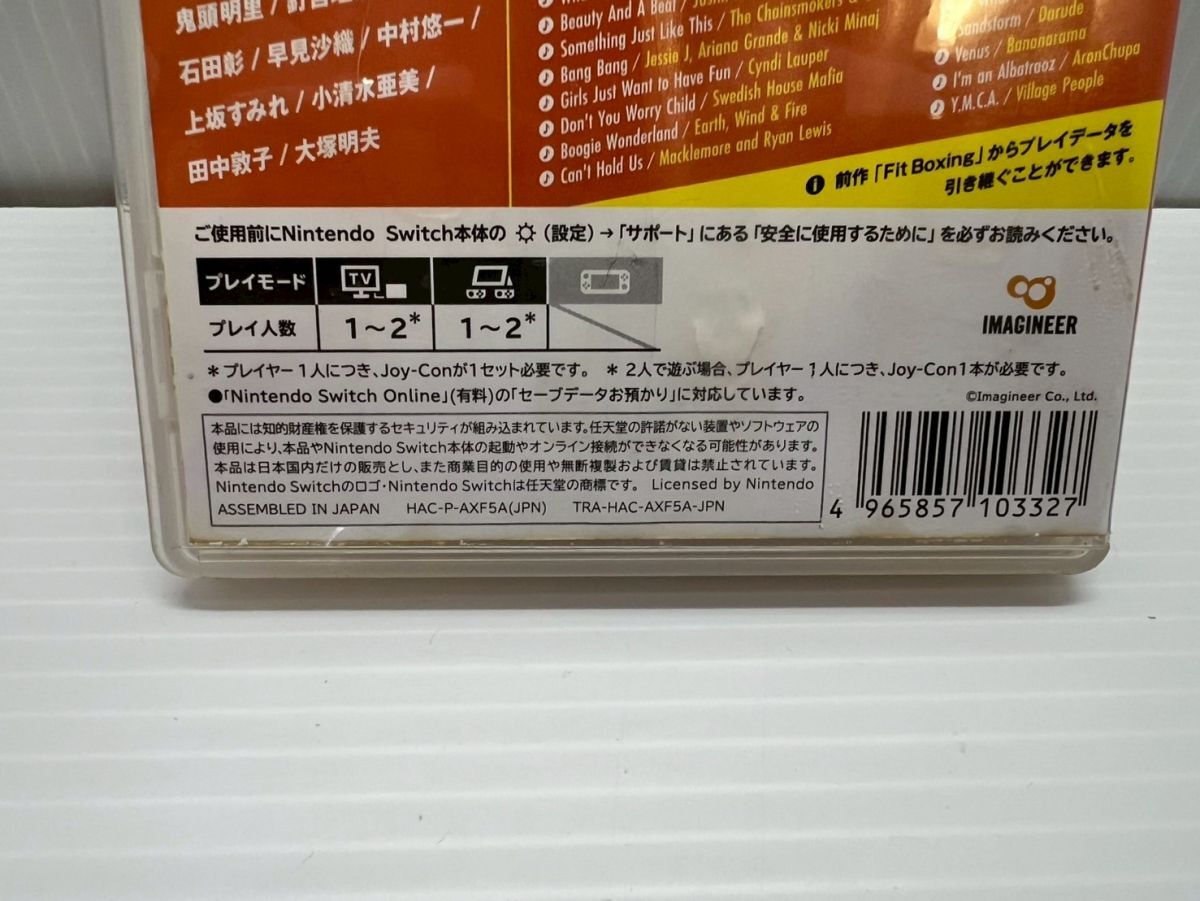 鬼頭明里 /
石田彰 / 早見沙織 / 中村悠一 /
上坂すみれ / 小清水亜美 /
田中敦子 / 大塚明夫
Beauty And A Beat /
Something Just Like This / The Chainsmokers &
Bang Bang / Jessie J, Ariana Grande & Nicki Minaj
Girls Just Want to Have Fun / Cyndi Lauper
Don't You Worry Child / Swedish House Mafia
Boogie Wonderland / Earth, Wind & Fire
Can't Hold Us / Macklemore and Ryan Lewis
Sandstorm / Darude
Venus / Bananarama
I'm an Albatraoz / AronChupa
Y.M.C.A. / Village People
前作「Fit Boxing」からプレイデータを
引き継ぐことができます。
ご使用前にNintendo Switch本体の (設定)→「サポート」にある「安全に使用するために」を必ずお読みください。
プレイモード TV
プレイ人数 1~2* 1~2*
IMAGINEER
*プレイヤー1人につき、Joy-Conが1セット必要です。 *2人で遊ぶ場合、プレイヤー1人につき、Joy-Con1本が必要です。
●「Nintendo Switch Online」(有料)の「セーブデータお預かり」に対応しています。
©Imagineer Co., Ltd.
本品には知的財産権を保護するセキュリティが組み込まれています。任天堂の許諾がない装置やソフトウェアの
使用により、本品やNintendo Switch本体の起動やオンライン接続ができなくなる可能性があります。
本品は日本国内だけの販売とし、また商業目的の使用や無断複製および賃貸は禁止されています。
Nintendo Switchのロゴ・Nintendo Switchは任天堂の商標です。 Licensed by Nintendo
ASSEMBLED IN JAPAN HAC-P-AXF5A(JPN) TRA-HAC-AXF5A-JPN
4 965857 103327